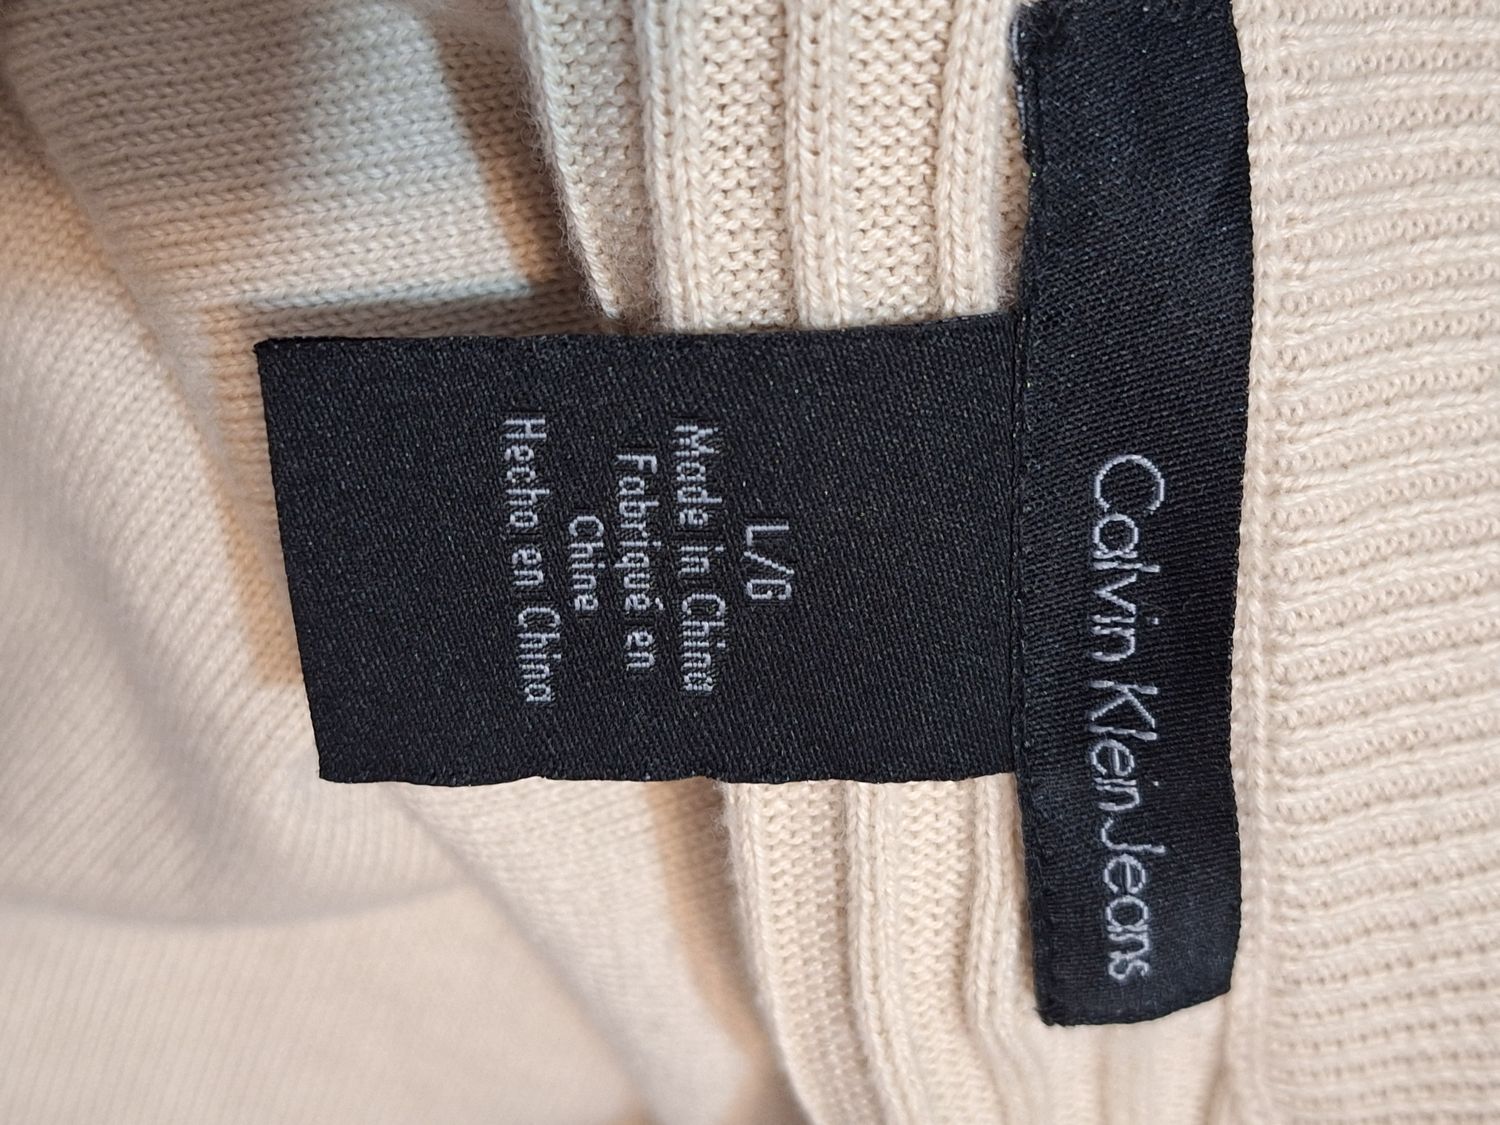 Calvin Klein Jeans
L/G
Made in China
Fabriqué en
Chine
Hecho en China